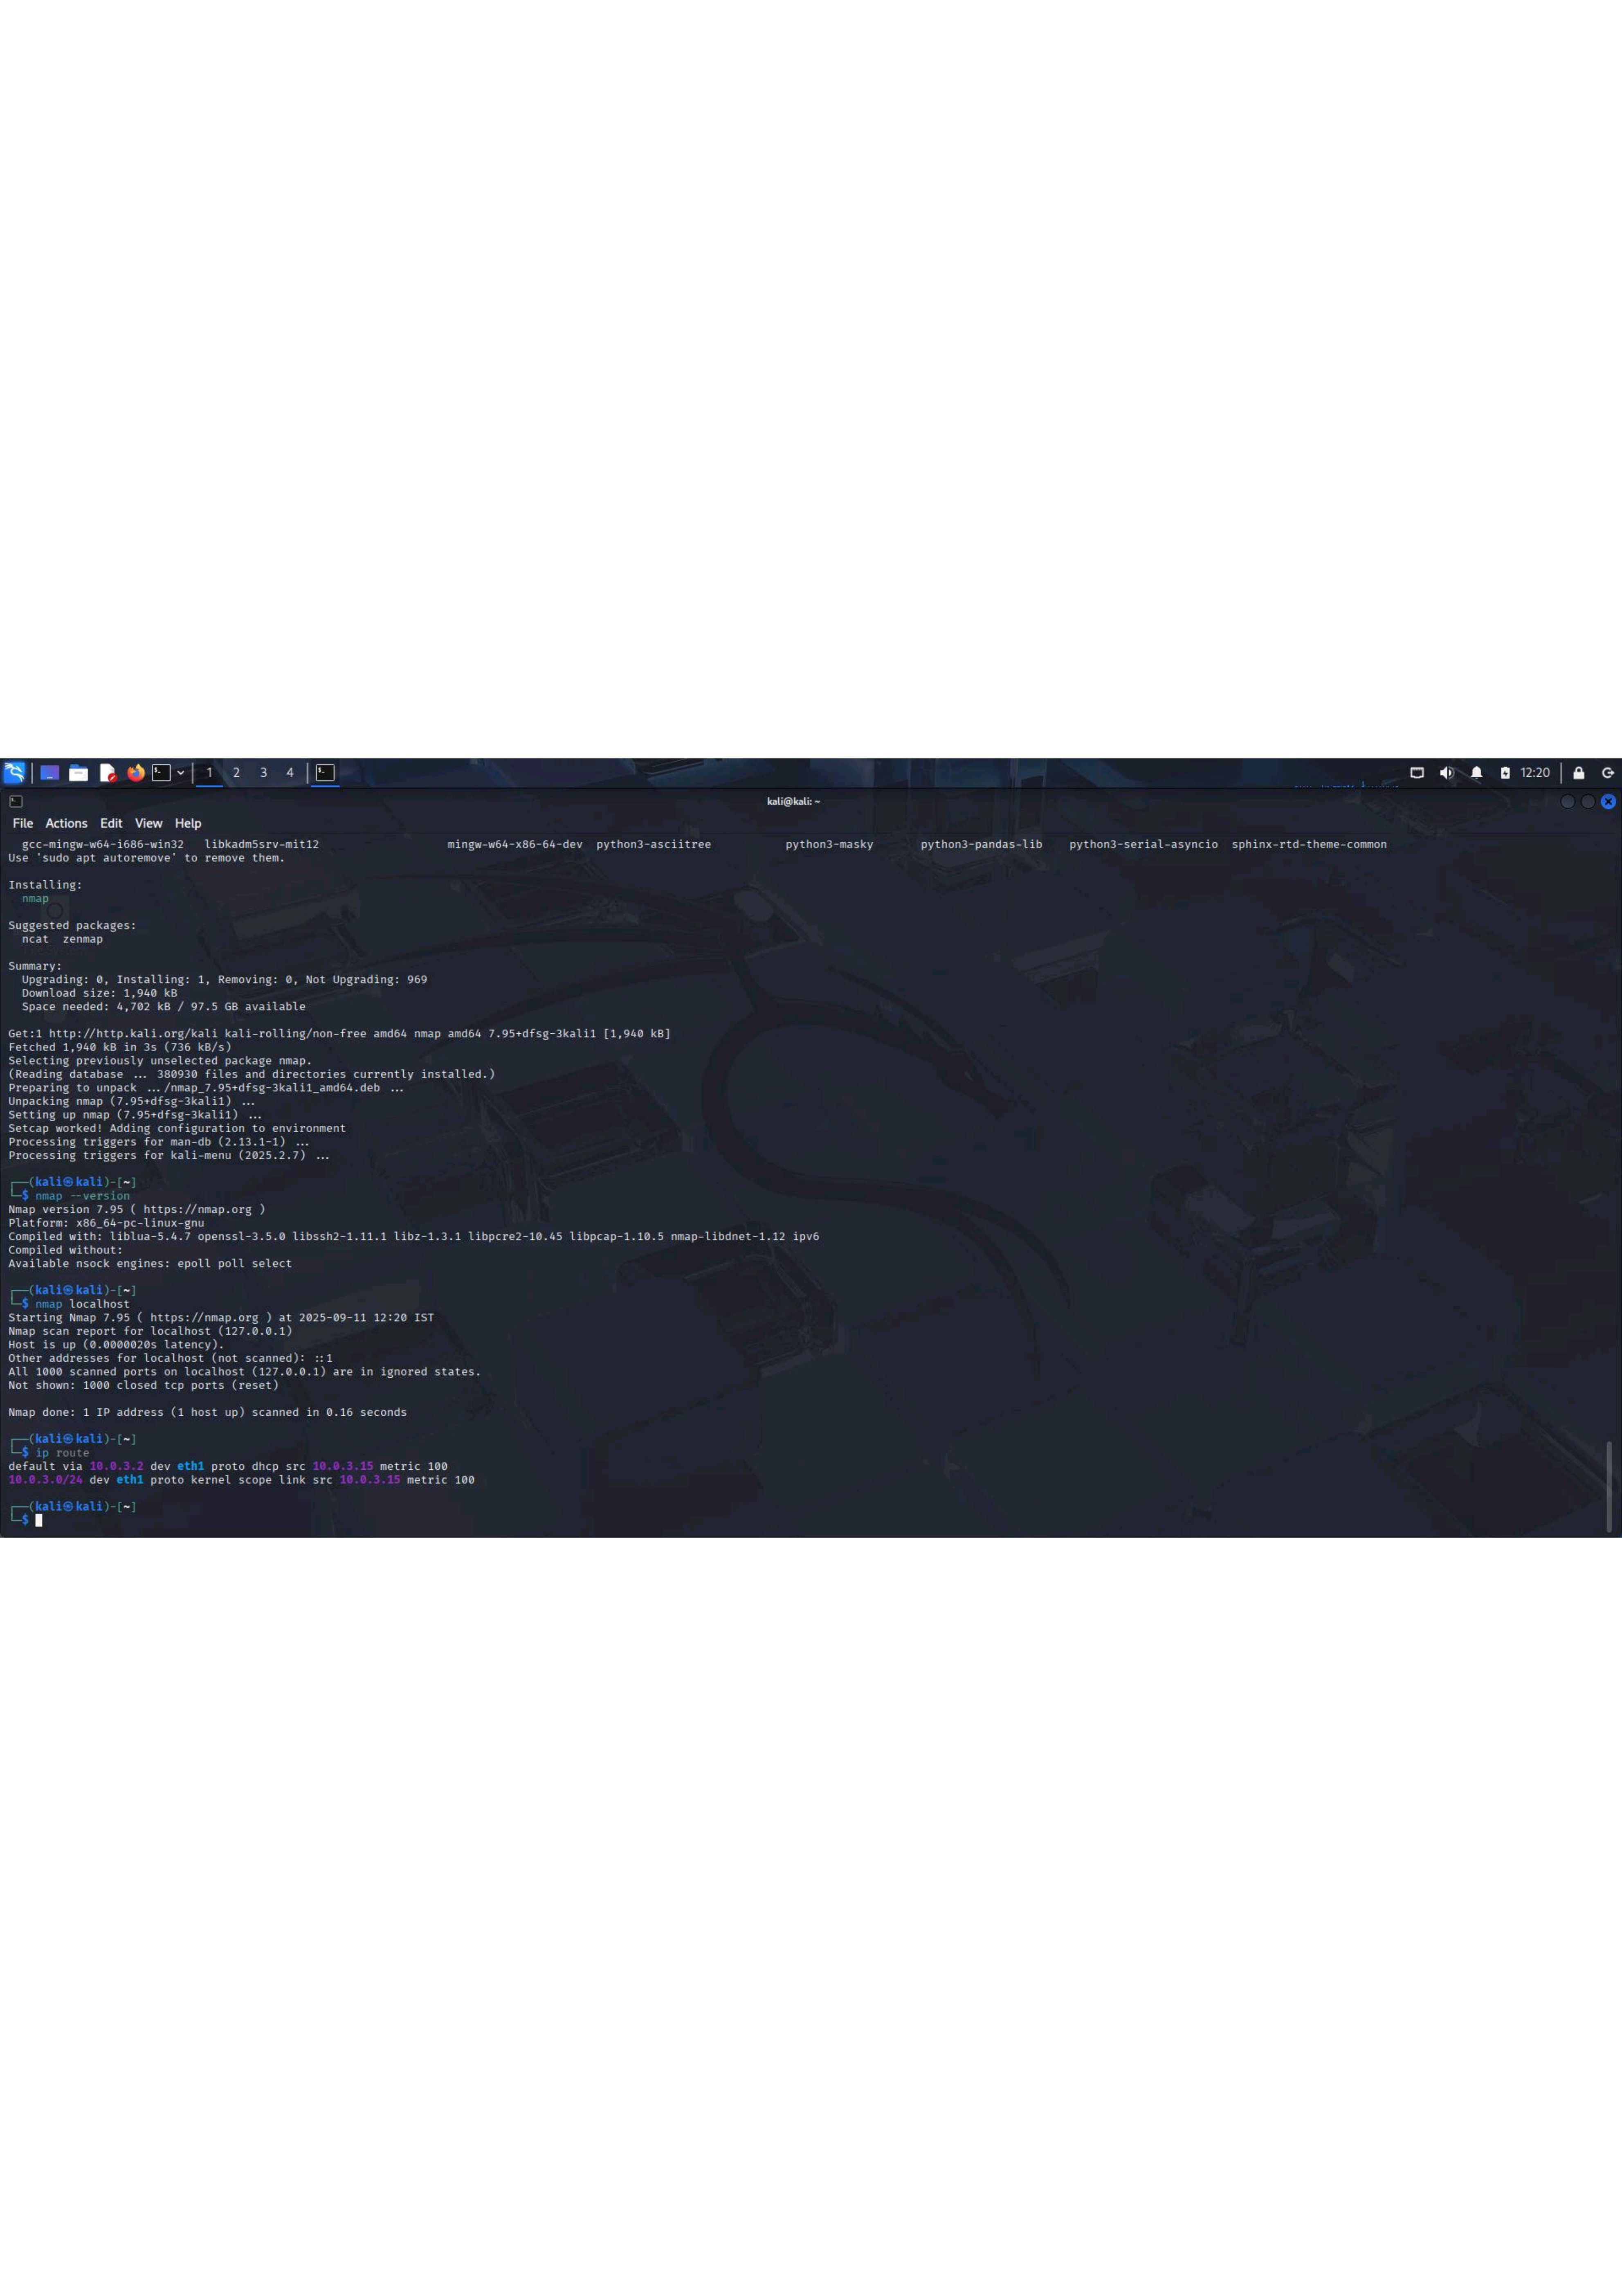 1 2 3 4 12:20
kali@kali: ~
File Actions Edit View Help
gcc-mingw-w64-i686-win32 libkadm5srv-mit12 mingw-w64-x86-64-dev python3-asciitree python3-masky python3-pandas-lib python3-serial-asyncio sphinx-rtd-theme-common
Use 'sudo apt autoremove' to remove them.
Installing:
nmap
Suggested packages:
ncat zenmap
Summary:
Upgrading: 0, Installing: 1, Removing: 0, Not Upgrading: 969
Download size: 1,940 kB
Space needed: 4,702 kB / 97.5 GB available
Get:1 http://http.kali.org/kali kali-rolling/non-free amd64 nmap amd64 7.95+dfsg-3kali1 [1,940 kB]
Fetched 1,940 kB in 3s (736 kB/s)
Selecting previously unselected package nmap.
(Reading database ... 380930 files and directories currently installed.)
Preparing to unpack .../nmap_7.95+dfsg-3kali1_amd64.deb ...
Unpacking nmap (7.95+dfsg-3kali1) ...
Setting up nmap (7.95+dfsg-3kali1) ...
Setcap worked! Adding configuration to environment
Processing triggers for man-db (2.13.1-1) ...
Processing triggers for kali-menu (2025.2.7) ...
┌──(kali㉿kali)-[~]
└─$ nmap --version
Nmap version 7.95 ( https://nmap.org )
Platform: x86_64-pc-linux-gnu
Compiled with: liblua-5.4.7 openssl-3.5.0 libssh2-1.11.1 libz-1.3.1 libpcre2-10.45 libpcap-1.10.5 nmap-libdnet-1.12 ipv6
Compiled without:
Available nsock engines: epoll poll select
┌──(kali㉿kali)-[~]
└─$ nmap localhost
Starting Nmap 7.95 ( https://nmap.org ) at 2025-09-11 12:20 IST
Nmap scan report for localhost (127.0.0.1)
Host is up (0.0000020s latency).
Other addresses for localhost (not scanned): ::1
All 1000 scanned ports on localhost (127.0.0.1) are in ignored states.
Not shown: 1000 closed tcp ports (reset)
Nmap done: 1 IP address (1 host up) scanned in 0.16 seconds
┌──(kali㉿kali)-[~]
└─$ ip route
default via 10.0.3.2 dev eth1 proto dhcp src 10.0.3.15 metric 100
10.0.3.0/24 dev eth1 proto kernel scope link src 10.0.3.15 metric 100
┌──(kali㉿kali)-[~]
└─$